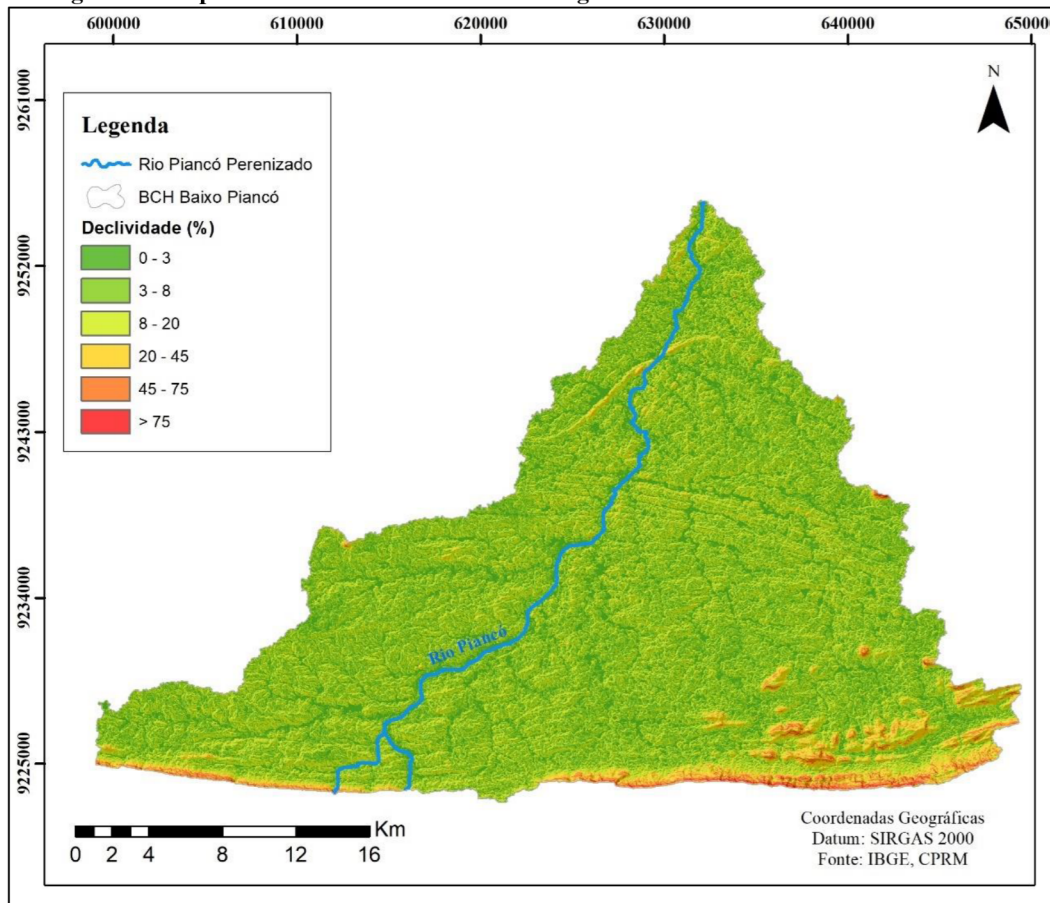 600000 610000 620000 630000 640000
9261000
9252000
9243000
9234000
9225000
N
Legenda
Rio Piancó Perenizado
BCH Baixo Piancó
Declividade (%)
0 - 3
3 - 8
8 - 20
20 - 45
45 - 75
> 75
Rio Piancó
Km
0 2 4 8 12 16
Coordenadas Geográficas
Datum: SIRGAS 2000
Fonte: IBGE, CPRM